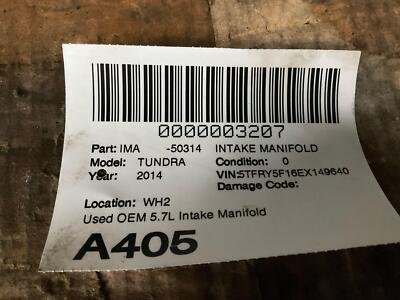 0000003207
Part: IMA -50314 INTAKE MANIFOLD
Model: TUNDRA Condition: 0
Year: 2014 VIN:5TFRY5F16EX149640
Damage Code:
Location: WH2
Used OEM 5.7L Intake Manifold
A405